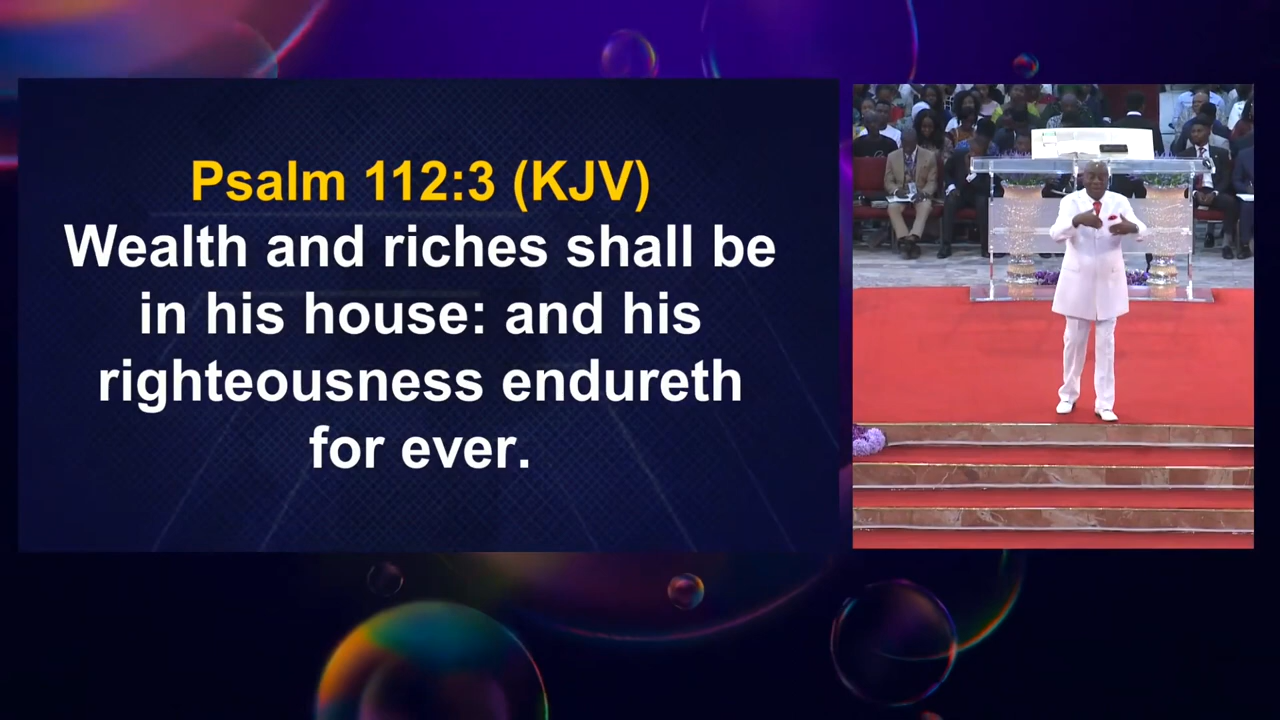 Psalm 112:3 (KJV)
Wealth and riches shall be
in his house: and his
righteousness endureth
for ever.